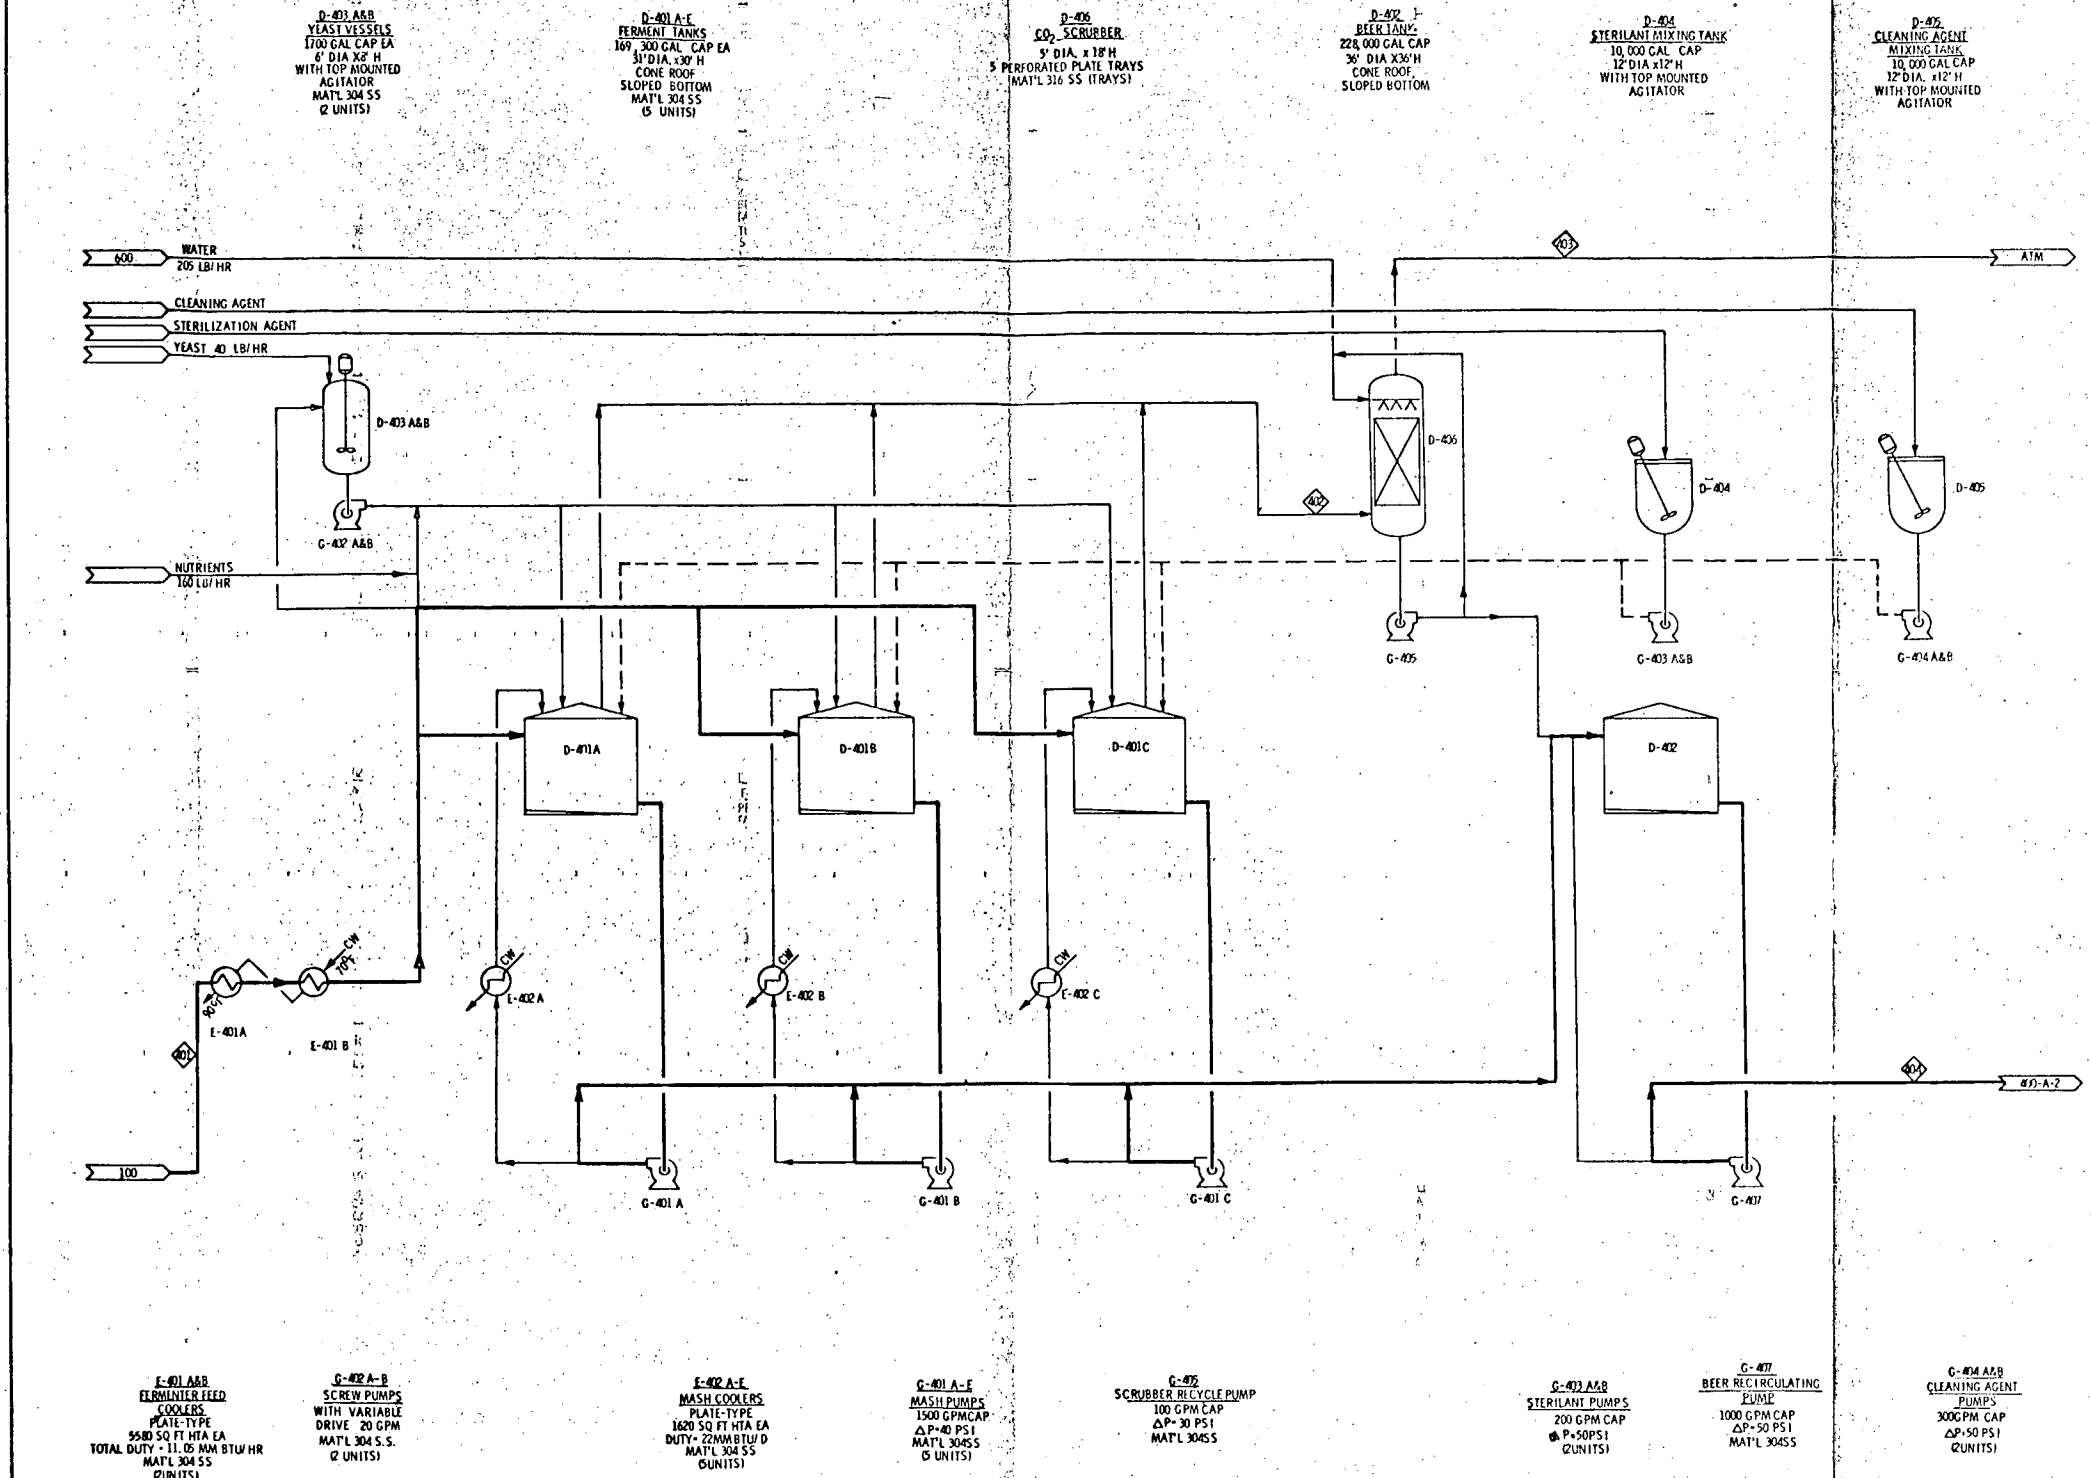 D-403 A&B
YEAST VESSELS
1700 GAL CAP EA
6' DIA X8' H
WITH TOP MOUNTED
AGITATOR
MAT'L 304 SS
(2 UNITS)
D-401 A-E
FERMENT TANKS
169, 300 GAL CAP EA
31' DIA. x30' H
CONE ROOF
SLOPED BOTTOM
MAT'L 304 SS
(5 UNITS)
D-406
CO2 SCRUBBER
5' DIA. x 18' H
5 PERFORATED PLATE TRAYS
(MAT'L 316 SS (TRAYS)
D-402
BEER TANK
228, 000 GAL CAP
36' DIA X36' H
CONE ROOF
SLOPED BOTTOM
D-404
STERILANT MIXING TANK
10, 000 GAL CAP
12' DIA x12' H
WITH TOP MOUNTED
AGITATOR
D-405
CLEANING AGENT
MIXING TANK
10, 000 GAL CAP
12' DIA. x12' H
WITH TOP MOUNTED
AGITATOR
600
WATER
205 LB/HR
403
ATM
CLEANING AGENT
STERILIZATION AGENT
YEAST 40 LB/HR
D-403 A&B
D-406
402
D-404
D-405
G-402 A&B
NUTRIENTS
160 LB/HR
G-405
G-403 A&B
G-404 A&B
D-401A
D-401B
D-401C
D-402
CW
70°F
90°F
E-401A
E-401 B
CW
E-402 A
CW
E-402 B
CW
E-402 C
401
404
400-A-2
100
G-401 A
G-401 B
G-401 C
G-407
E-401 A&B
FERMENTER FEED
COOLERS
PLATE-TYPE
5580 SQ FT HTA EA
TOTAL DUTY = 11.05 MM BTU/HR
MAT'L 304 SS
(2UNITS)
G-402 A-B
SCREW PUMPS
WITH VARIABLE
DRIVE 20 GPM
MAT'L 304 S.S.
(2 UNITS)
E-402 A-E
MASH COOLERS
PLATE-TYPE
1620 SQ FT HTA EA
DUTY = 22MM BTU/D
MAT'L 304 SS
(5UNITS)
G-401 A-E
MASH PUMPS
1500 GPM CAP
ΔP=40 PSI
MAT'L 304SS
(5 UNITS)
G-405
SCRUBBER RECYCLE PUMP
100 GPM CAP
ΔP= 30 PSI
MAT'L 304SS
G-403 A&B
STERILANT PUMPS
200 GPM CAP
ΔP=50PSI
(2UNITS)
G-407
BEER RECIRCULATING
PUMP
1000 GPM CAP
ΔP=50 PSI
MAT'L 304SS
G-404 A&B
CLEANING AGENT
PUMPS
300GPM CAP
ΔP=50 PSI
(2UNITS)